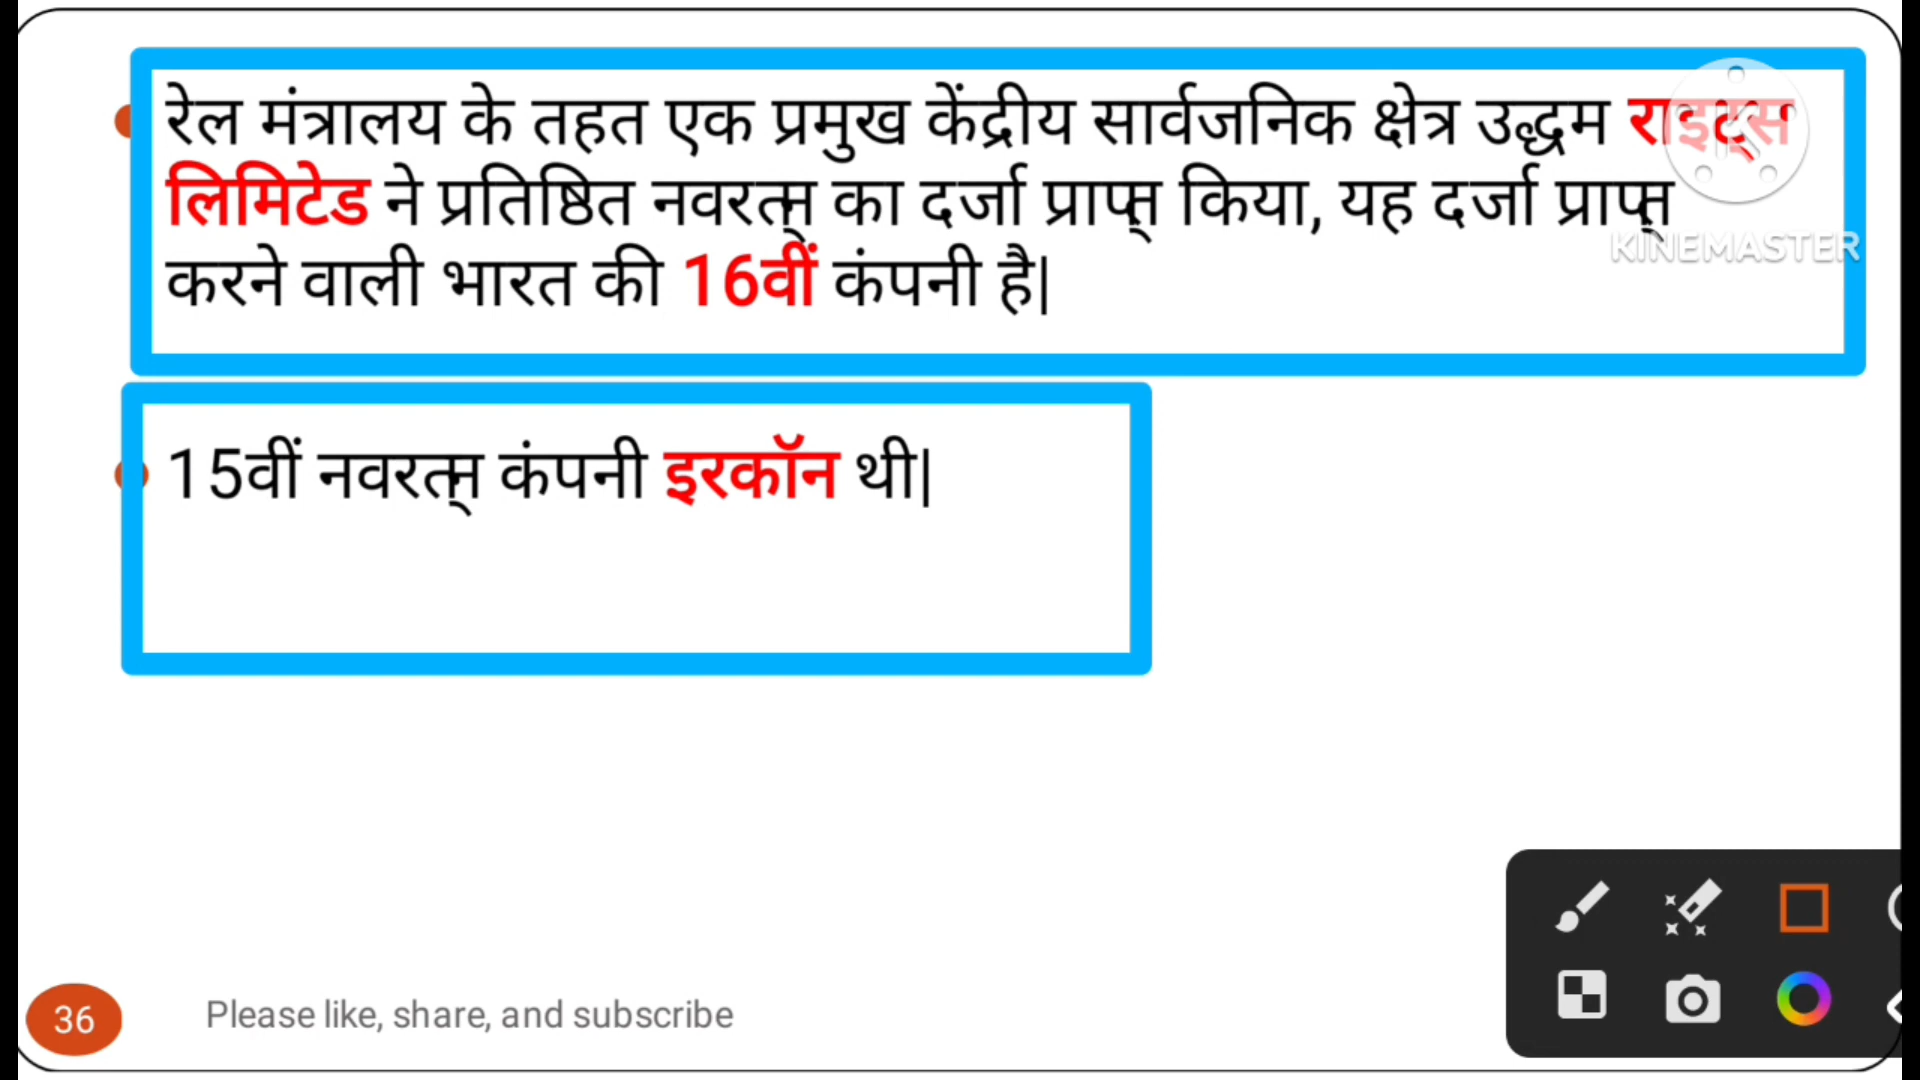 रेल मंत्रालय के तहत एक प्रमुख केंद्रीय सार्वजनिक क्षेत्र उद्धम राइट्स
लिमिटेड ने प्रतिष्ठित नवरत्न का दर्जा प्राप्त किया, यह दर्जा प्राप्त
KINEMASTER
करने वाली भारत की 16वीं कंपनी है|
15वीं नवरत्न कंपनी इरकॉन थी|
36 Please like, share, and subscribe